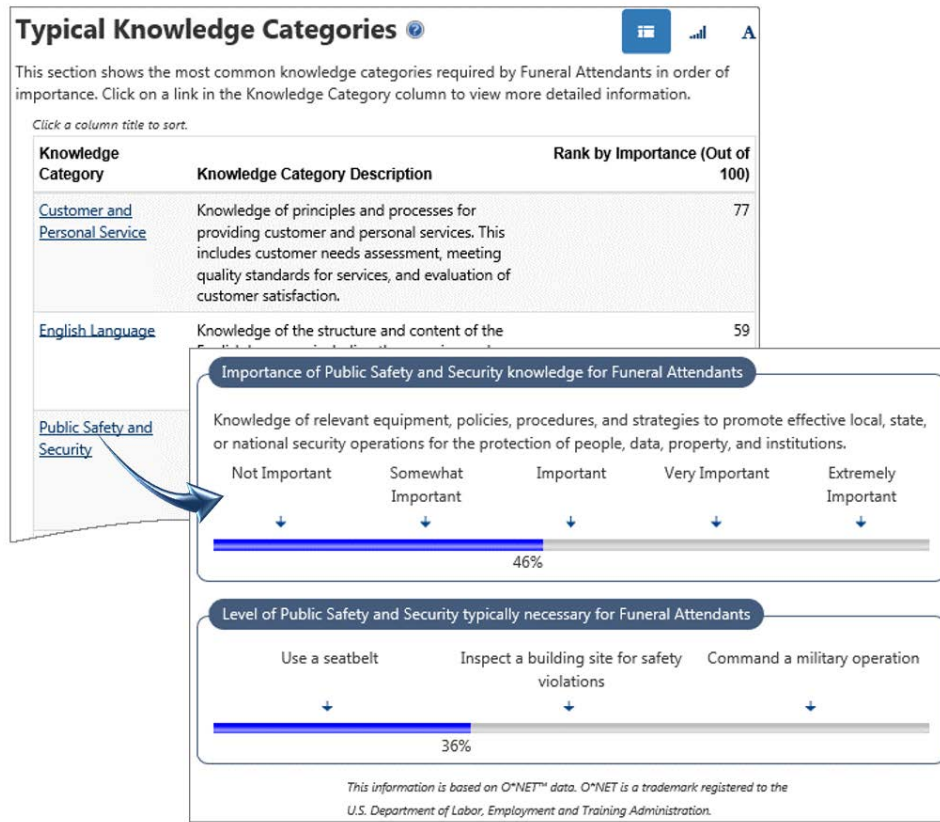 Typical Knowledge Categories ?
A
This section shows the most common knowledge categories required by Funeral Attendants in order of
importance. Click on a link in the Knowledge Category column to view more detailed information.
Click a column title to sort.
Knowledge
Category
Knowledge Category Description
Rank by Importance (Out of
100)
Customer and
Personal Service
Knowledge of principles and processes for
providing customer and personal services. This
includes customer needs assessment, meeting
quality standards for services, and evaluation of
customer satisfaction.
77
English Language
Knowledge of the structure and content of the
59
Public Safety and
Security
Importance of Public Safety and Security knowledge for Funeral Attendants
Knowledge of relevant equipment, policies, procedures, and strategies to promote effective local, state,
or national security operations for the protection of people, data, property, and institutions.
Not Important
Somewhat
Important
Important
Very Important
Extremely
Important
46%
Level of Public Safety and Security typically necessary for Funeral Attendants
Use a seatbelt
Inspect a building site for safety
violations
Command a military operation
36%
This information is based on O*NET™ data. O*NET is a trademark registered to the
U.S. Department of Labor, Employment and Training Administration.